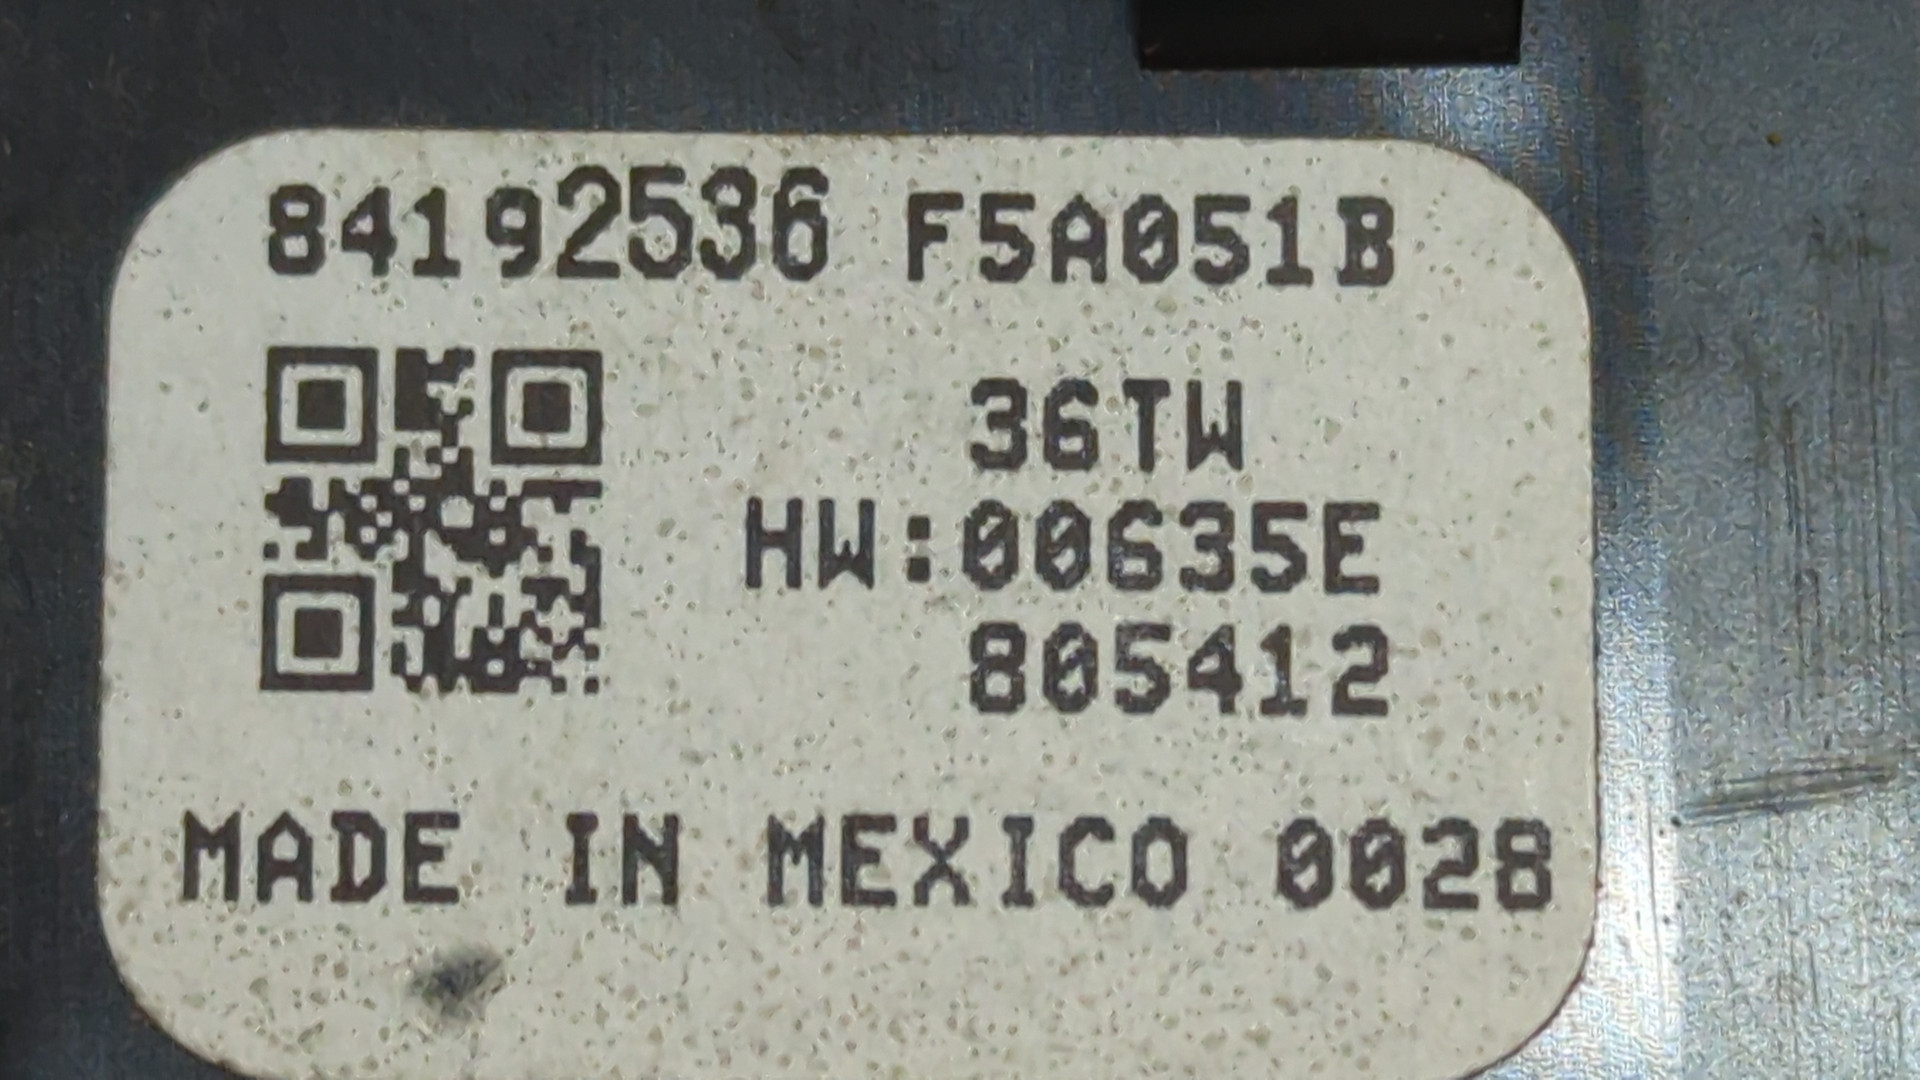 84192536 F5A051B
36TW
HW:00635E
805412
MADE IN MEXICO 0028